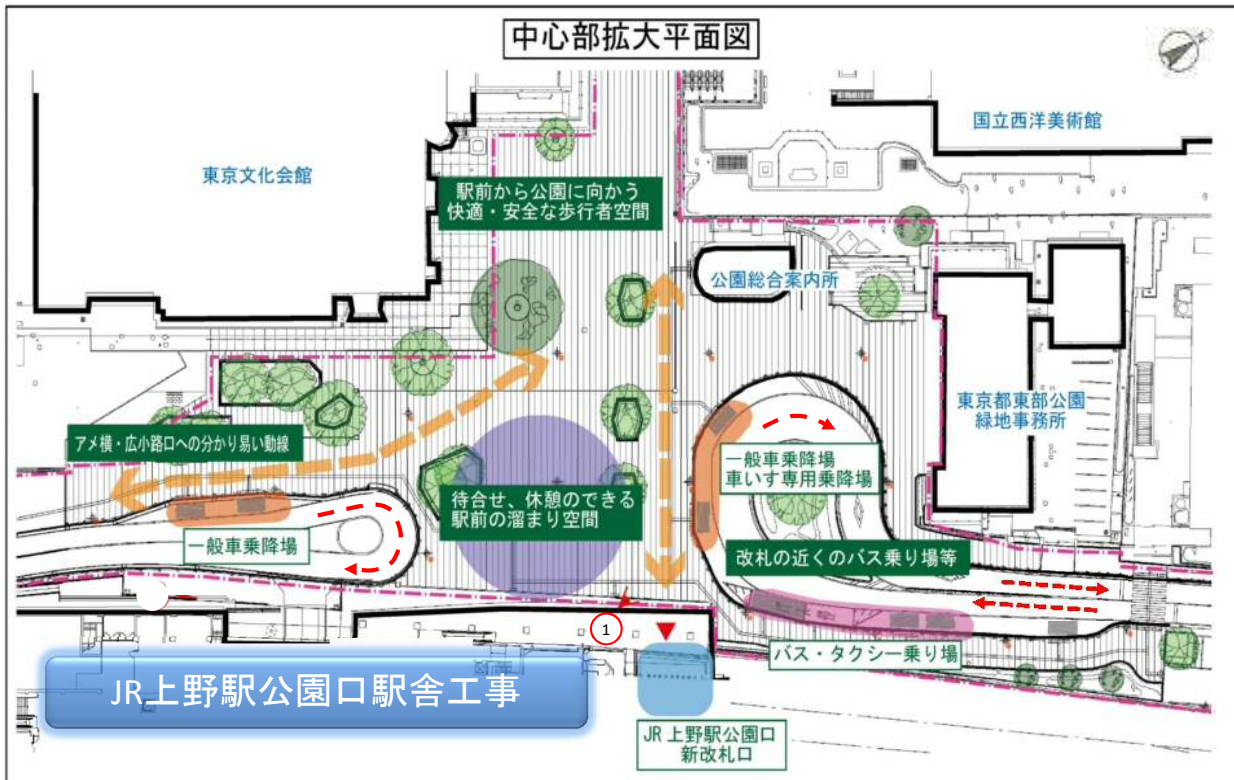 中心部拡大平面図
国立西洋美術館
東京文化会館
駅前から公園に向かう
快適・安全な歩行者空間
公園総合案内所
東京都東部公園
緑地事務所
アメ横・広小路口への分かり易い動線
一般車乗降場
車いす専用乗降場
待合せ、休憩のできる
駅前の溜まり空間
一般車乗降場
改札の近くのバス乗り場等
1
バス・タクシー乗り場
JR上野駅公園口駅舎工事
JR 上野駅公園口
新改札口